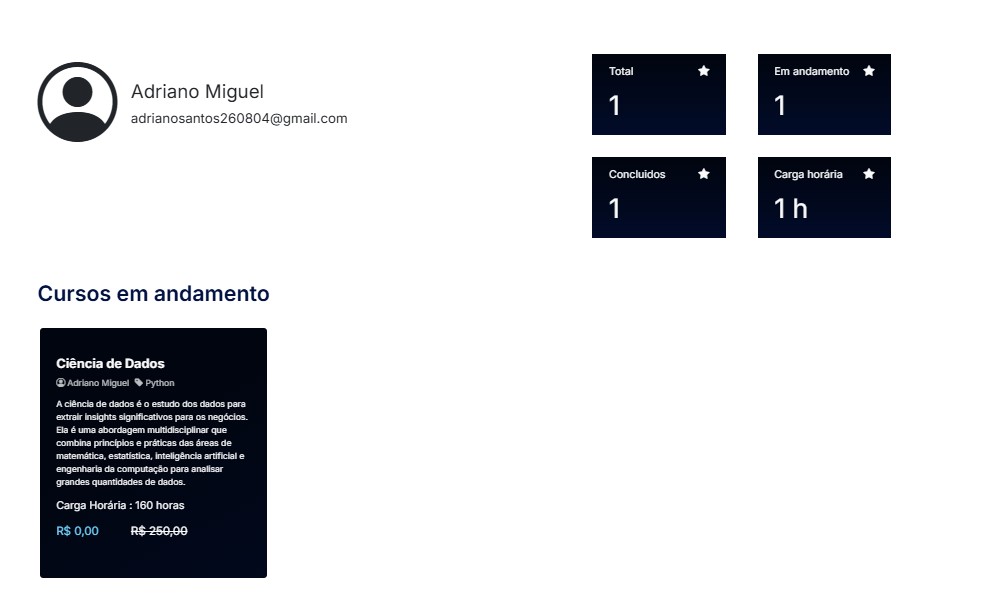 Adriano Miguel
adrianosantos260804@gmail.com
Total
1
Em andamento
1
Concluidos
1
Carga horária
1 h
Cursos em andamento
Ciência de Dados
Adriano Miguel Python
A ciência de dados é o estudo dos dados para
extrair insights significativos para os negócios.
Ela é uma abordagem multidisciplinar que
combina princípios e práticas das áreas de
matemática, estatística, inteligência artificial e
engenharia da computação para analisar
grandes quantidades de dados.
Carga Horária : 160 horas
R$ 0,00 R$ 250,00